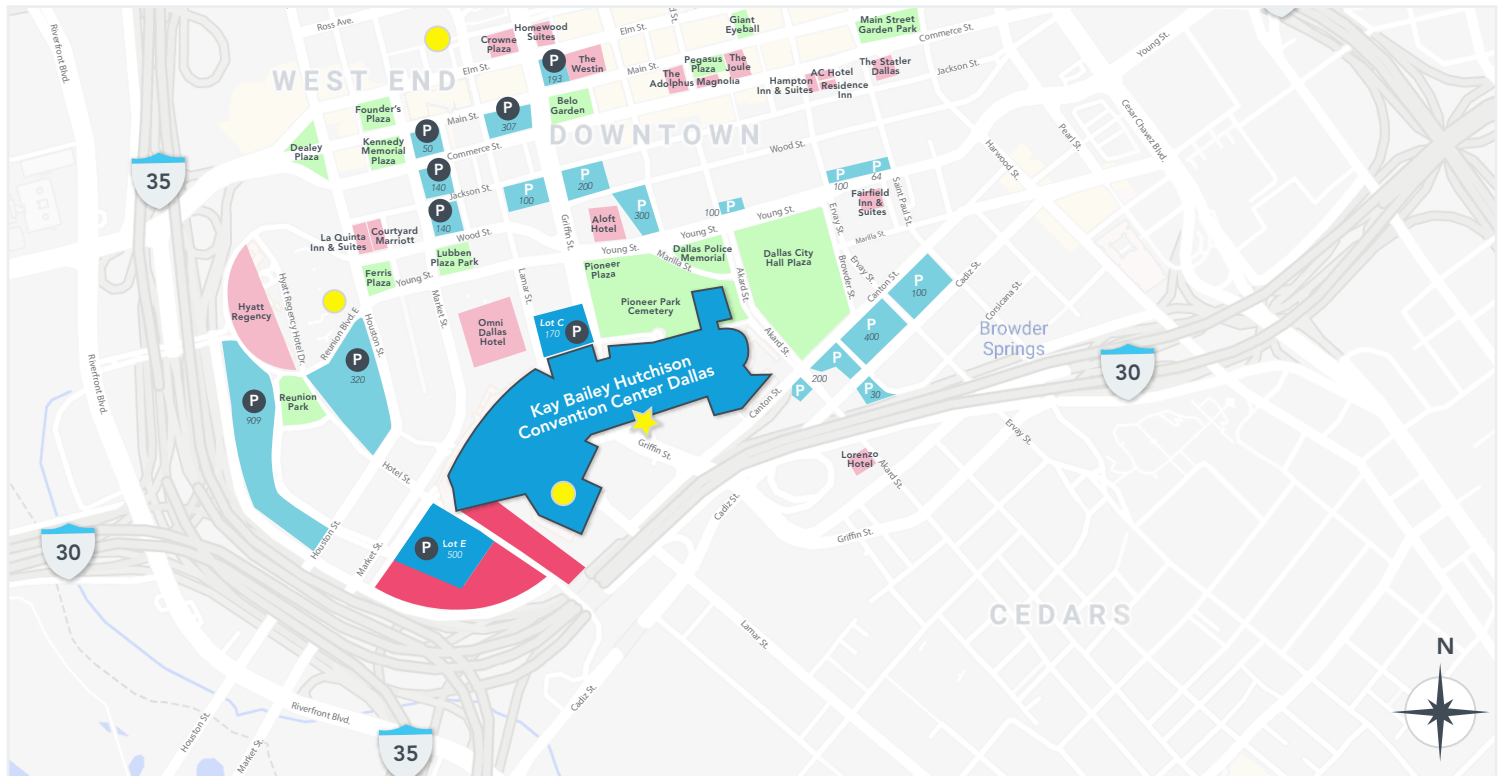 Ross Ave.
Riverfront Blvd.
Crowne
Plaza
Homewood
Suites
Elm St.
Giant
Eyeball
Main Street
Garden Park
Commerce St.
Young St.
WEST END
Elm St.
P
193
The
Westin
Main St.
The
Adolphus
Pegasus
Plaza
Magnolia
The
Joule
Hampton
Inn & Suites
AC Hotel
Residence
Inn
The Statler
Dallas
Jackson St.
Founder's
Plaza
Main St.
P
307
Belo
Garden
DOWNTOWN
Cesar Chavez Blvd.
Pearl St.
Harwood St.
Dealey
Plaza
Kennedy
Memorial
Plaza
P
50
Commerce St.
Wood St.
35
P
140
Jackson St.
P
100
P
200
P
300
100
P
P
100
P
64
Fairfield
Inn &
Suites
Saint Paul St.
P
140
Wood St.
Griffin St.
Aloft
Hotel
Young St.
Young St.
Young St.
Ervay St.
Marilla St.
La Quinta
Inn & Suites
Courtyard
Marriott
Lubben
Plaza Park
Ferris
Plaza
Young St.
Pioneer
Plaza
Marilla St.
Dallas Police
Memorial
Akard St.
Dallas City
Hall Plaza
Browder St.
Ervay St.
Canton St.
Cadiz St.
Corsicana St.
P
100
Hyatt
Regency
Hyatt Regency Hotel Dr.
Reunion Blvd. E
Houston St.
Market St.
Lamar St.
Omni
Dallas
Hotel
Lot C
170
P
Pioneer Park
Cemetery
Akard St.
P
400
Browder
Springs
P
200
P
P
30
30
P
320
Riverfront Blvd.
P
909
Reunion
Park
Kay Bailey Hutchison
Convention Center Dallas
Canton St.
Griffin St.
Ervay St.
Lorenzo
Hotel
Akard St.
Hotel St.
Cadiz St.
Griffin St.
30
Houston St.
Market St.
P
Lot E
500
CEDARS
Lamar St.
N
Cadiz St.
Riverfront Blvd.
Houston St.
Market St.
35